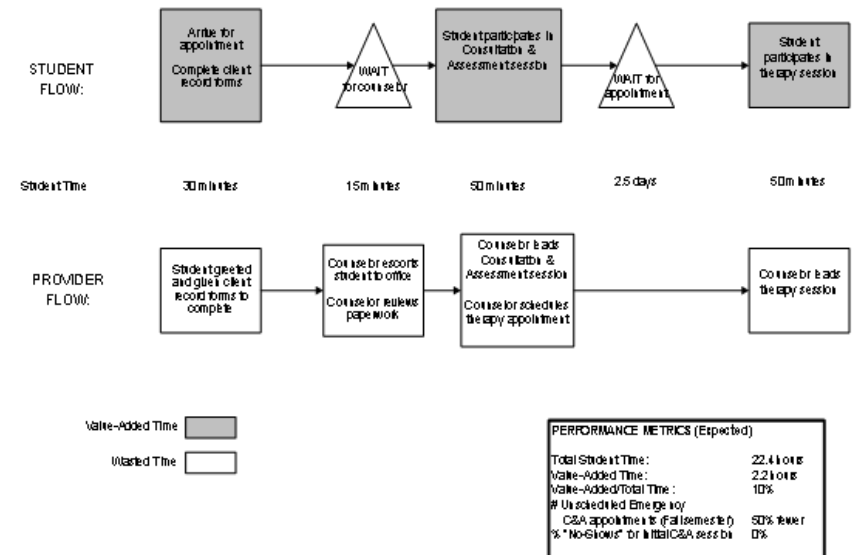 Arrive for
appointment
Complete client
record forms
STUDENT
FLOW:
WAIT
for counselor
Student participates in
Consultation &
Assessment session
WAIT for
appointment
Student
participates in
therapy session
Student Time
30 minutes
15 minutes
50 minutes
2.5 days
50 minutes
PROVIDER
FLOW:
Student greeted
and given client
record forms to
complete
Counselor escorts
student to office
Counselor reviews
paperwork
Counselor leads
Consultation &
Assessment session
Counselor schedules
therapy appointment
Counselor leads
therapy session
Value-Added Time
Wasted Time
PERFORMANCE METRICS (Expected)
Total Student Time: 22.4 hours
Value-Added Time: 2.2 hours
Value-Added/Total Time: 10%
# Unscheduled Emergency
C&A appointments (Fall semester) 50% fewer
% "No-Shows" for Initial C&A session 0%